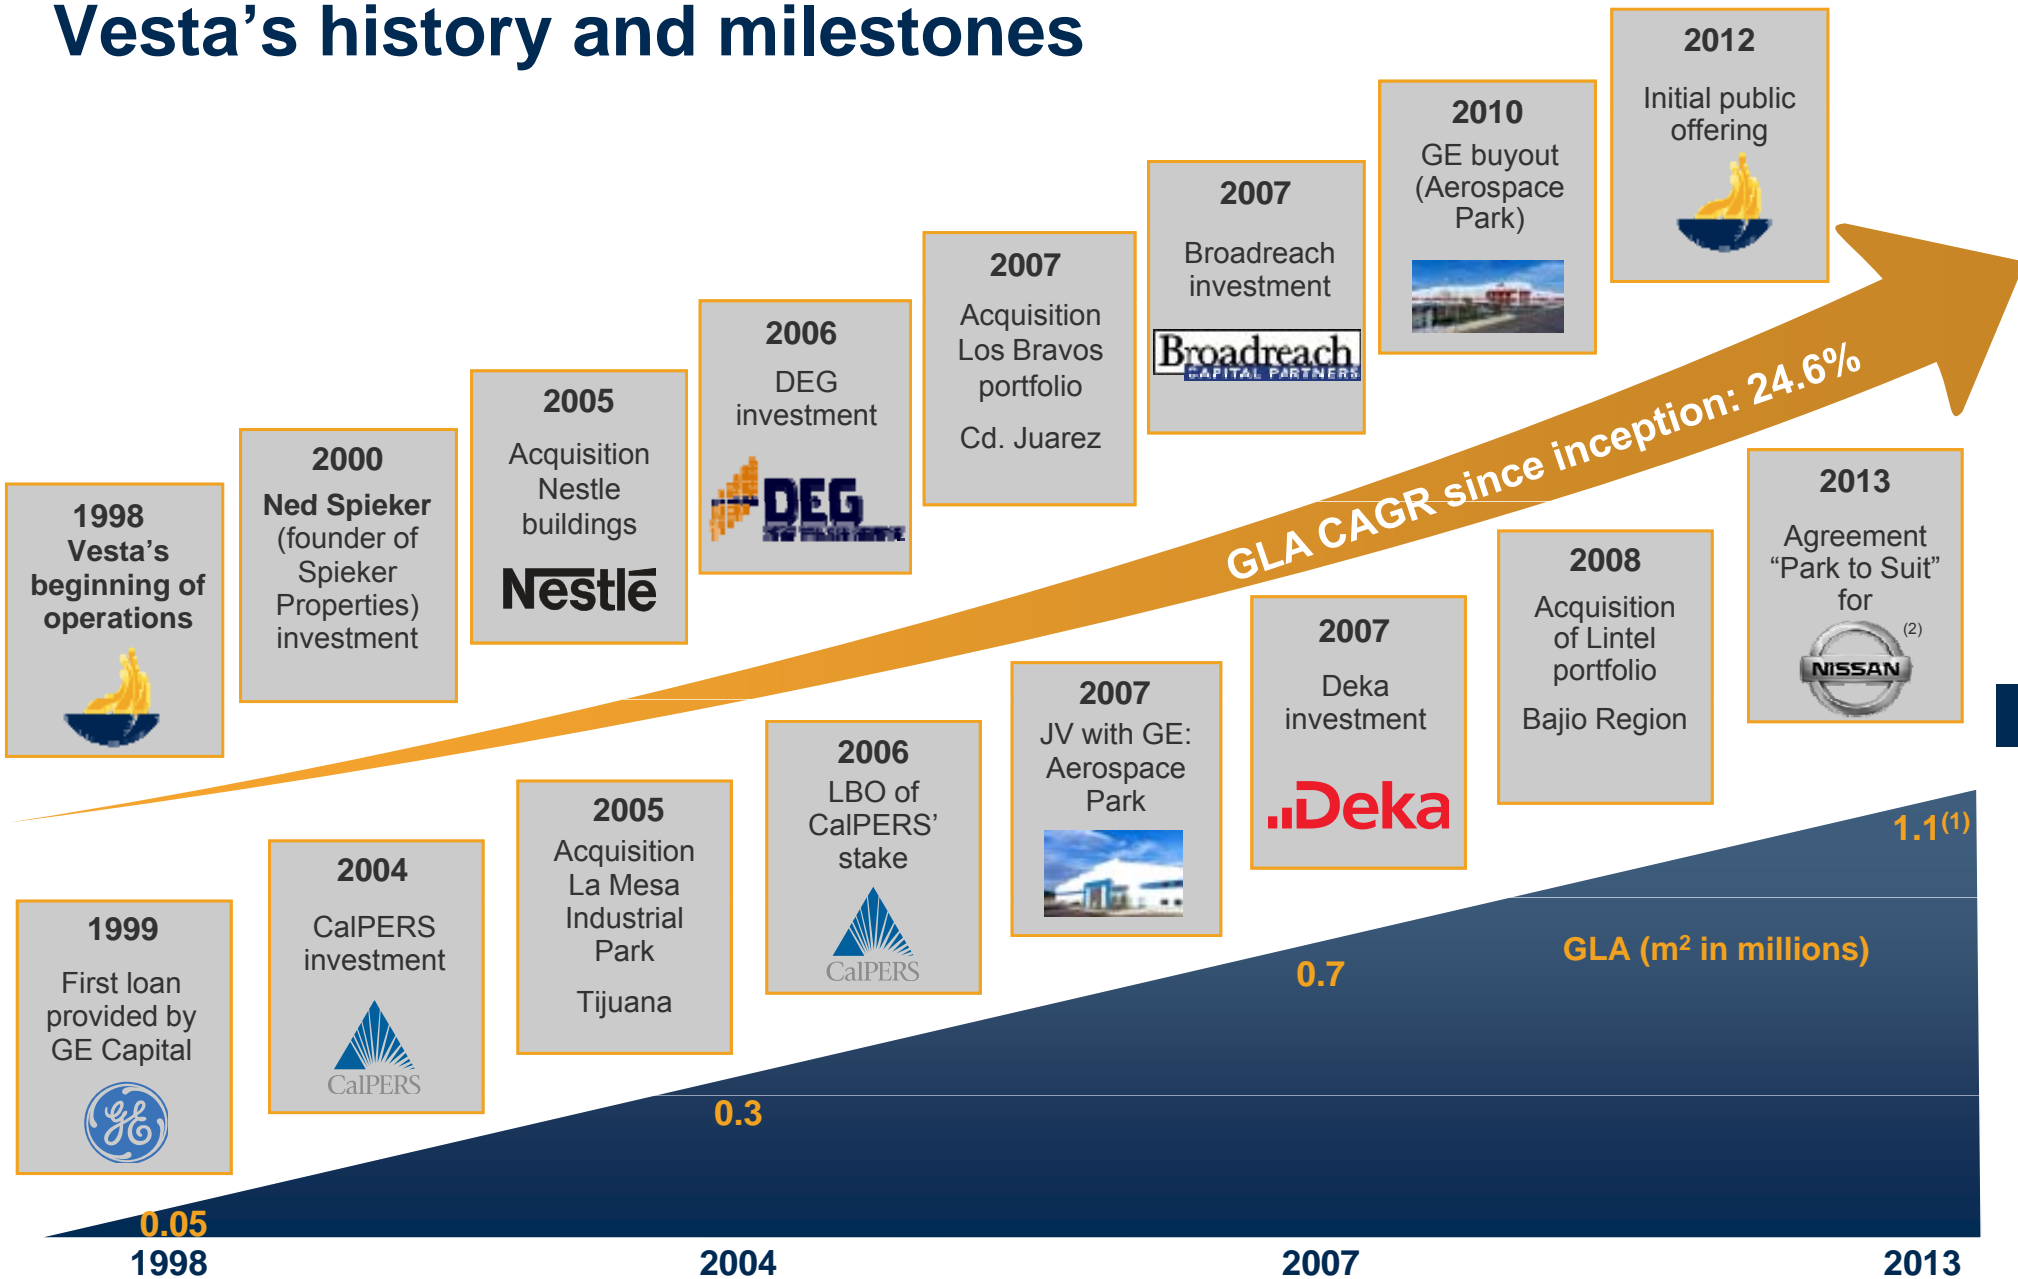 Vesta's history and milestones
2012
Initial public
offering
2010
GE buyout
(Aerospace
Park)
2007
Broadreach
investment
Broadreach
CAPITAL PARTNERS
2007
Acquisition
Los Bravos
portfolio
Cd. Juarez
2006
DEG
investment
DEG
2005
Acquisition
Nestle
buildings
Nestlé
2000
Ned Spieker
(founder of
Spieker
Properties)
investment
1998
Vesta's
beginning of
operations
GLA CAGR since inception: 24.6%
2013
Agreement
“Park to Suit”
for
(2)
NISSAN
2008
Acquisition
of Lintel
portfolio
Bajio Region
2007
Deka
investment
Deka
2007
JV with GE:
Aerospace
Park
2006
LBO of
CalPERS’
stake
CalPERS
2005
Acquisition
La Mesa
Industrial
Park
Tijuana
2004
CalPERS
investment
CalPERS
1999
First loan
provided by
GE Capital
GE
1.1(1)
GLA (m² in millions)
0.7
0.3
0.05
1998 2004 2007 2013